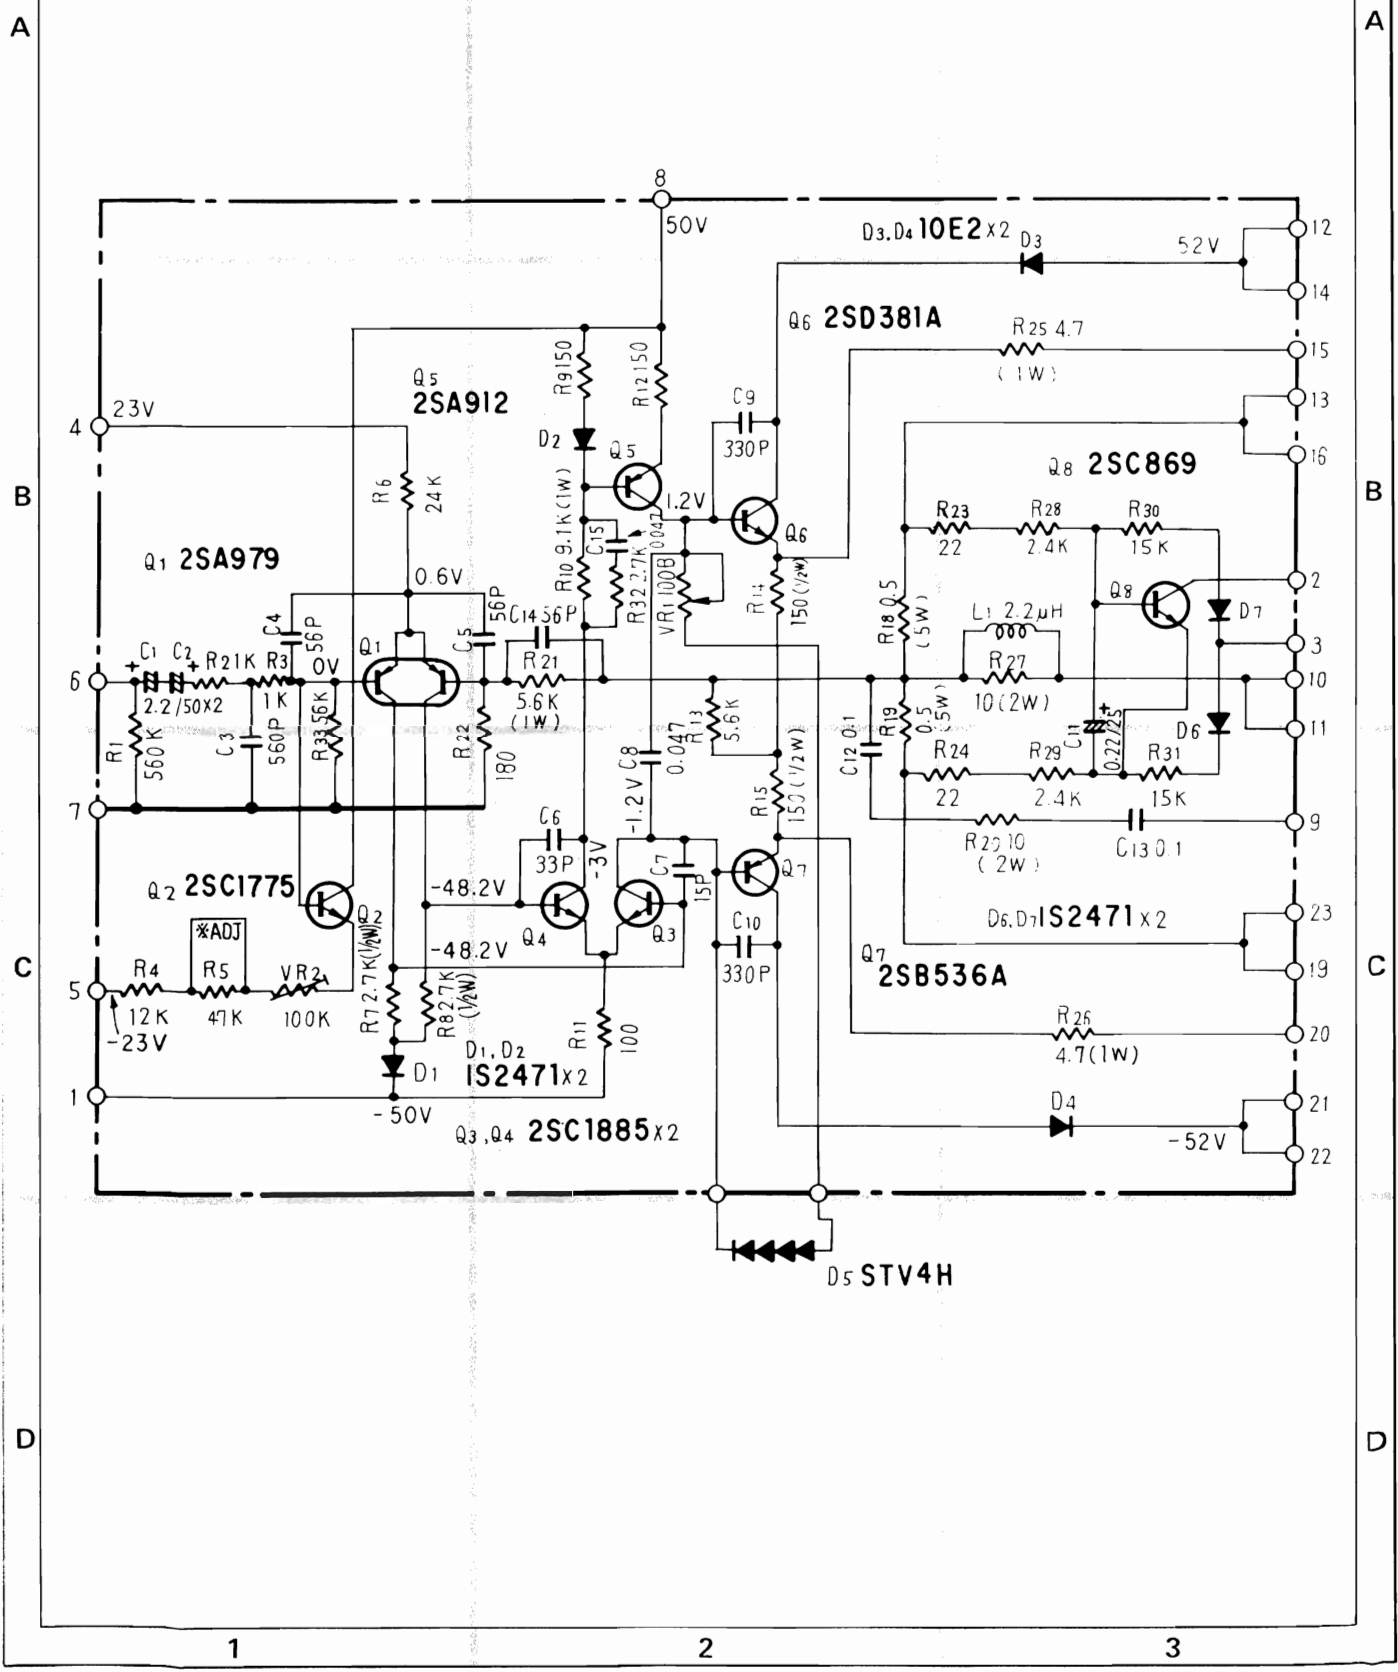 A
A
8
50V
D3.D4 10E2 x2
D3
52V
12
14
Q6 2SD381A
R25 4.7
(1W)
15
R9 150
R12 150
Q5
2SA912
C9
330P
13
16
4
23V
D2
Q5
Q8 2SC869
B
B
R6
24K
1.2V
Q6
R23
22
R28
2.4K
R30
15K
R10 9.1K(1W)
C15
0.047
Q1 2SA979
0.6V
R32 2.7K
VR1 100B
R14
150(1/2W)
Q8
2
D7
R18 0.5
(5W)
L1 2.2μH
C4
56P
C5
56P
C14 56P
3
6
C1
C2
+
+
R2 1K
R3
1K
0V
Q1
R21
5.6K
(1W)
R27
10(2W)
10
2.2/50X2
R1
560K
C3
560P
R33 56K
R22
180
C8
0.047
R13
5.6K
C12 0.1
R19
0.5
(5W)
C11
+
0.22/25
D6
11
R15
150(1/2W)
R24
22
R29
2.4K
R31
15K
7
-1.2V
C6
33P
-3V
C7
15P
Q7
R20 10
(2W)
C13 0.1
9
Q2 2SC1775
Q2
-48.2V
Q4
Q3
-48.2V
C10
330P
D6,D7 IS2471 x2
23
Q7
2SB536A
19
C
C
※ADJ
5
R4
12K
R5
47K
VR2
100K
-23V
R7 2.7K(1/2W)
R8 2.7K
(1/2W)
R11
100
R26
4.7(1W)
20
D1
D1, D2
IS2471 x2
1
-50V
Q3,Q4 2SC1885 x2
D4
-52V
21
22
D5 STV4H
D
D
1
2
3